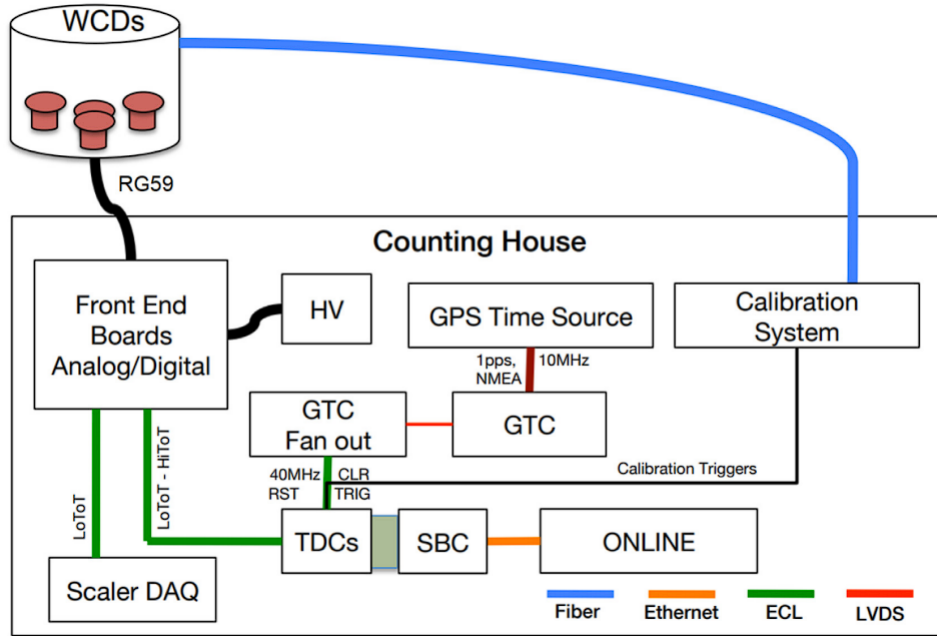 WCDs
RG59
Counting House
Front End
Boards
Analog/Digital
HV
GPS Time Source
Calibration
System
1pps,
NMEA
10MHz
GTC
Fan out
GTC
40MHz
RST
CLR
TRIG
Calibration Triggers
LoToT
LoToT - HiToT
TDCs
SBC
ONLINE
Scaler DAQ
Fiber
Ethernet
ECL
LVDS